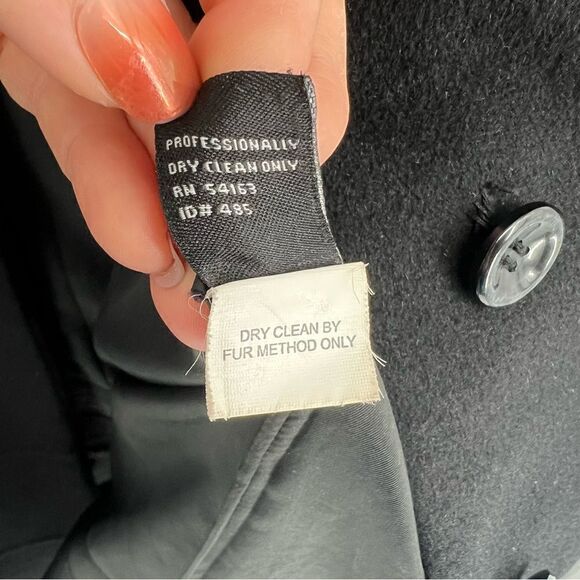 PROFESSIONALLY
DRY CLEAN ONLY
RN 54163
ID# 485
DRY CLEAN BY
FUR METHOD ONLY